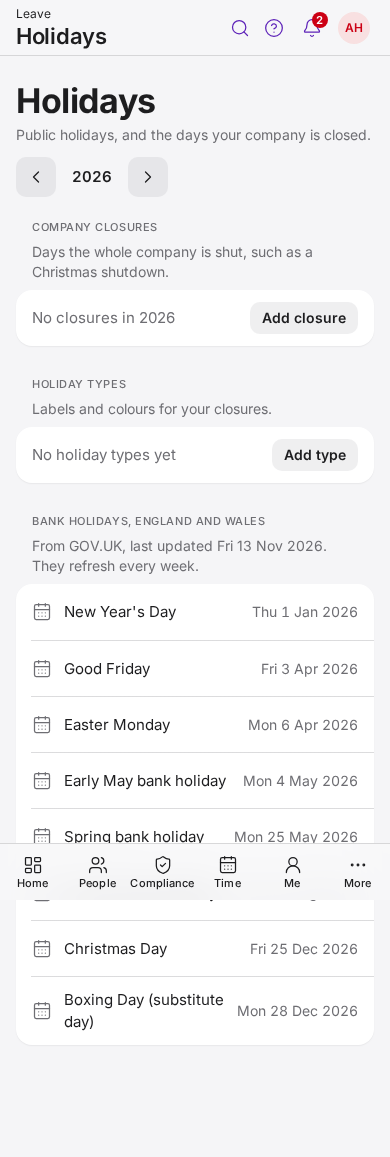 Leave
Holidays
2
AH
Holidays
Public holidays, and the days your company is closed.
2026
COMPANY CLOSURES
Days the whole company is shut, such as a
Christmas shutdown.
No closures in 2026
Add closure
HOLIDAY TYPES
Labels and colours for your closures.
No holiday types yet
Add type
BANK HOLIDAYS, ENGLAND AND WALES
From GOV.UK, last updated Fri 13 Nov 2026.
They refresh every week.
New Year's Day Thu 1 Jan 2026
Good Friday Fri 3 Apr 2026
Easter Monday Mon 6 Apr 2026
Early May bank holiday Mon 4 May 2026
Spring bank holiday Mon 25 May 2026
Home People Compliance Time Me More
Christmas Day Fri 25 Dec 2026
Boxing Day (substitute
day) Mon 28 Dec 2026